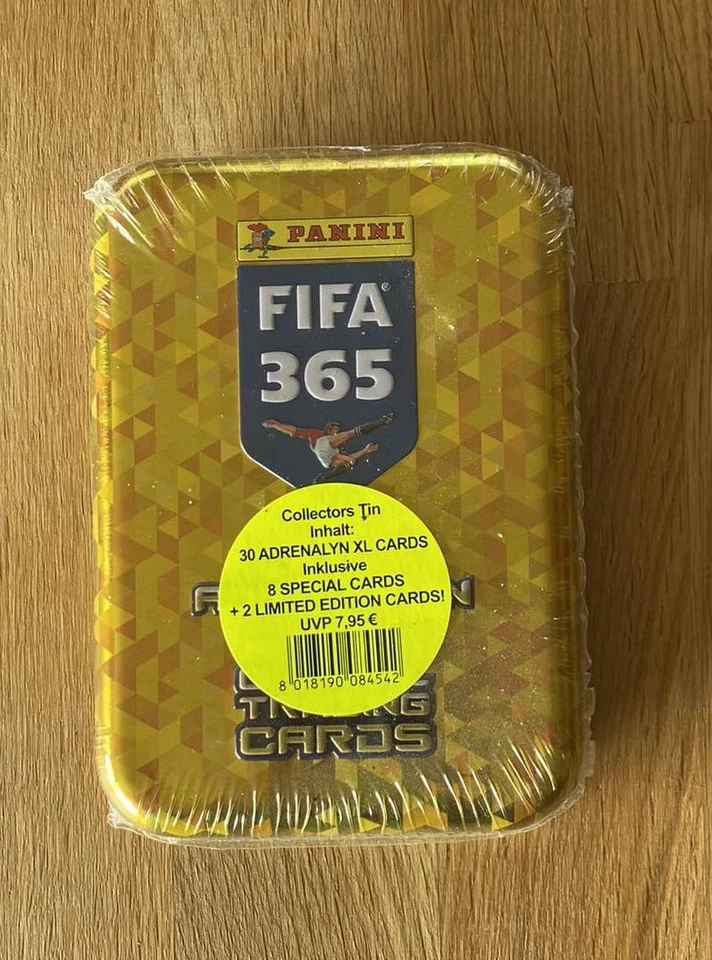 PANINI
FIFA®
365
Collectors Tin
Inhalt:
30 ADRENALYN XL CARDS
Inklusive
8 SPECIAL CARDS
+ 2 LIMITED EDITION CARDS!
UVP 7,95 €
8 018190 084542
CARDS